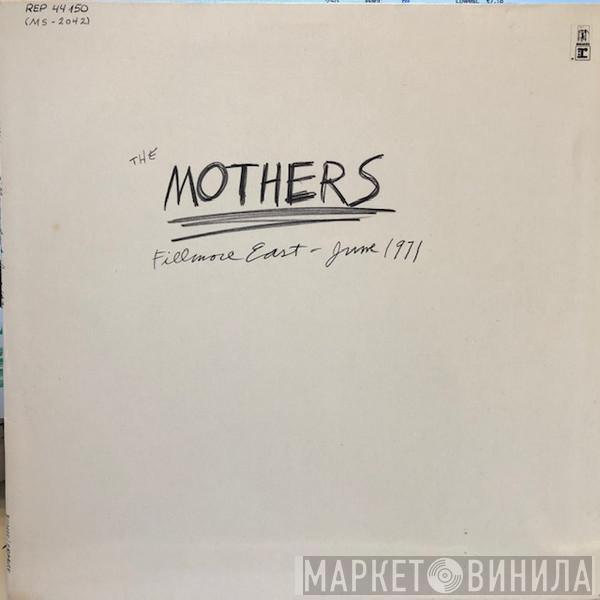 REP 44 150
(MS-2042)
THE
MOTHERS
Fillmore East - June 1971
МАРКЕТ ВИНИЛА